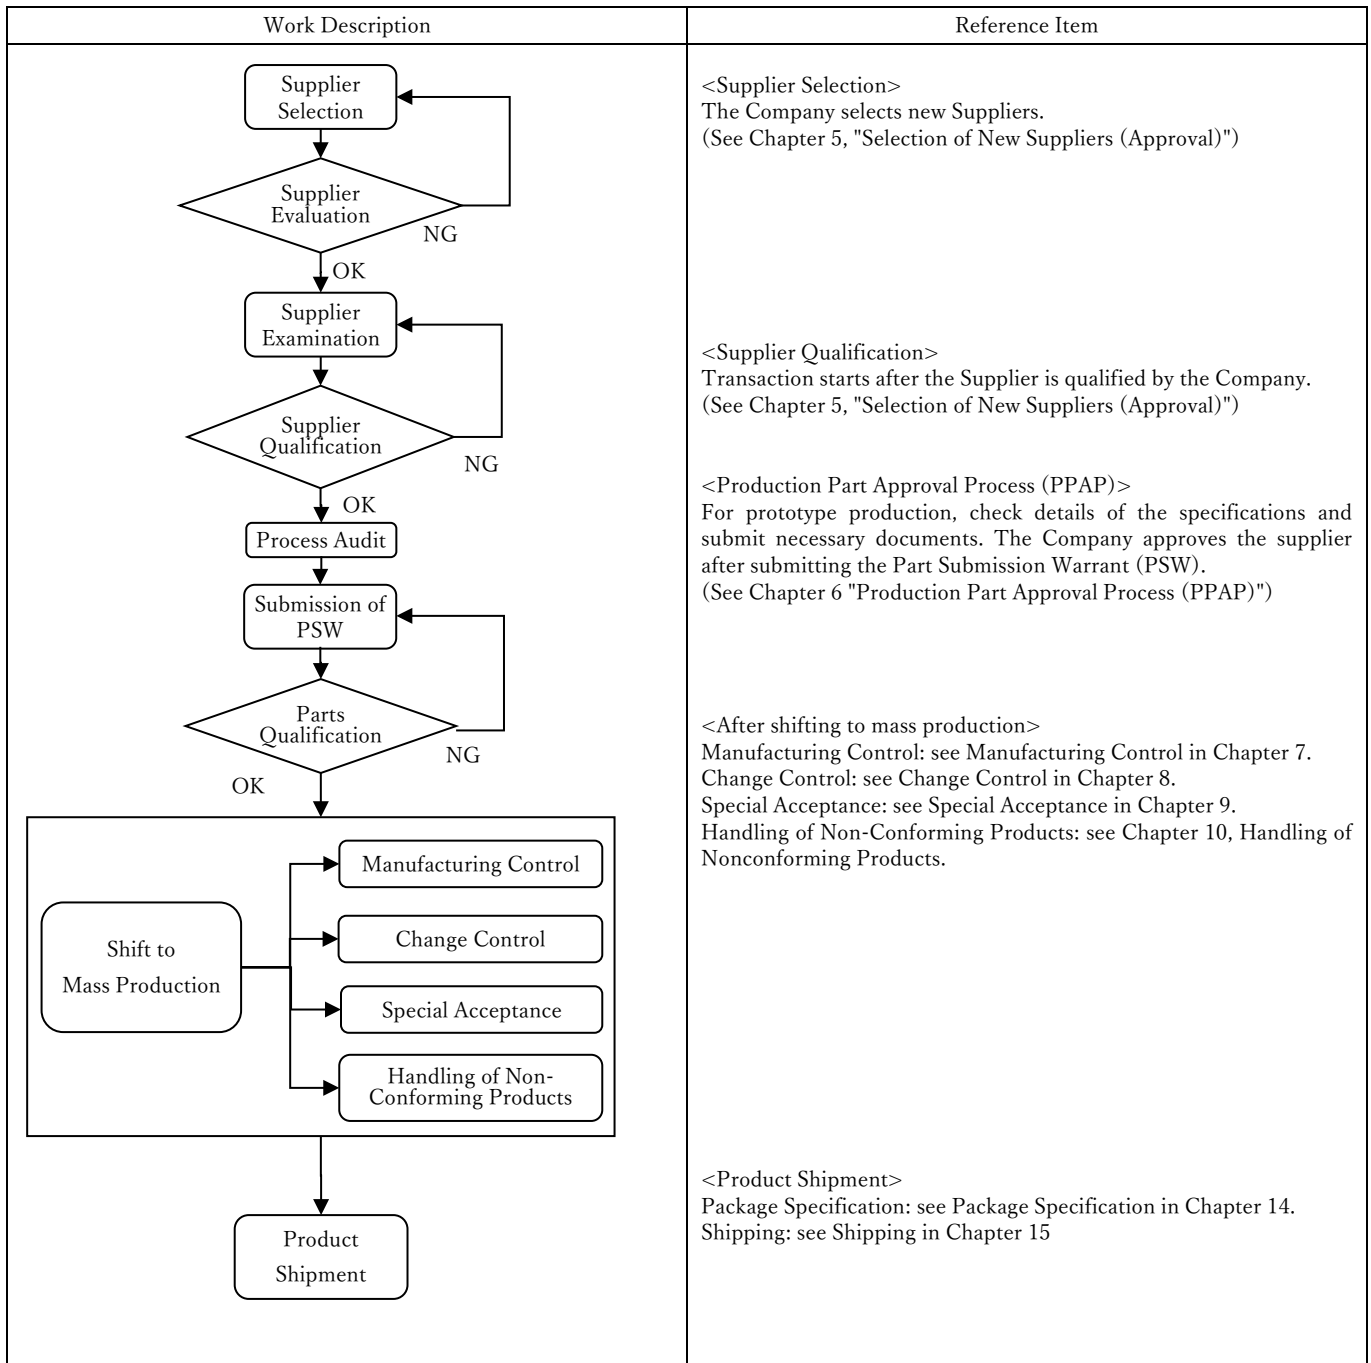 Work Description
Reference Item
Supplier
Selection
Supplier
Evaluation
NG
OK
Supplier
Examination
Supplier
Qualification
NG
OK
Process Audit
Submission of
PSW
Parts
Qualification
NG
OK
Shift to
Mass Production
Manufacturing Control
Change Control
Special Acceptance
Handling of Non-
Conforming Products
Product
Shipment
<Supplier Selection>
The Company selects new Suppliers.
(See Chapter 5, "Selection of New Suppliers (Approval)")
<Supplier Qualification>
Transaction starts after the Supplier is qualified by the Company.
(See Chapter 5, "Selection of New Suppliers (Approval)")
<Production Part Approval Process (PPAP)>
For prototype production, check details of the specifications and
submit necessary documents. The Company approves the supplier
after submitting the Part Submission Warrant (PSW).
(See Chapter 6 "Production Part Approval Process (PPAP)")
<After shifting to mass production>
Manufacturing Control: see Manufacturing Control in Chapter 7.
Change Control: see Change Control in Chapter 8.
Special Acceptance: see Special Acceptance in Chapter 9.
Handling of Non-Conforming Products: see Chapter 10, Handling of
Nonconforming Products.
<Product Shipment>
Package Specification: see Package Specification in Chapter 14.
Shipping: see Shipping in Chapter 15